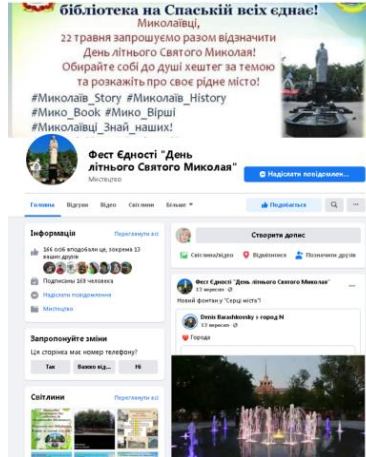 бібліотека на Спаській всіх єднає!
Миколаївці,
22 травня запрошуємо разом відзначити
День літнього Святого Миколая!
Обирайте собі до душі хештег за темою
та розкажіть про своє рідне місто!
#Миколаїв_Story #Миколаїв_History
#Мико_Book #Мико_Вірші
#Миколаївці_Знай_наших!
Фест Єдності "День
літнього Святого Миколая"
Мистецтво
Надіслати повідомлен...
Головна Відгуки Відео Світлини Більше
Подобається
Інформація Переглянути всі
166 осіб вподобали це, зокрема 13
ваших друзів
Подписаны 169 человека
Надіслати повідомлення
Мистецтво
Запропонуйте зміни
Ця сторінка має номер телефону?
Так Важко від... Ні
Світлини Переглянути всі
Створити допис
Світлина/відео Відмітитися Позначити друзів
Фест Єдності "День літнього Святого Миколая"
13 вересня
Новий фонтан у "Серці міста"!
Denis Barashkovsky > город N
13 вересня
Города